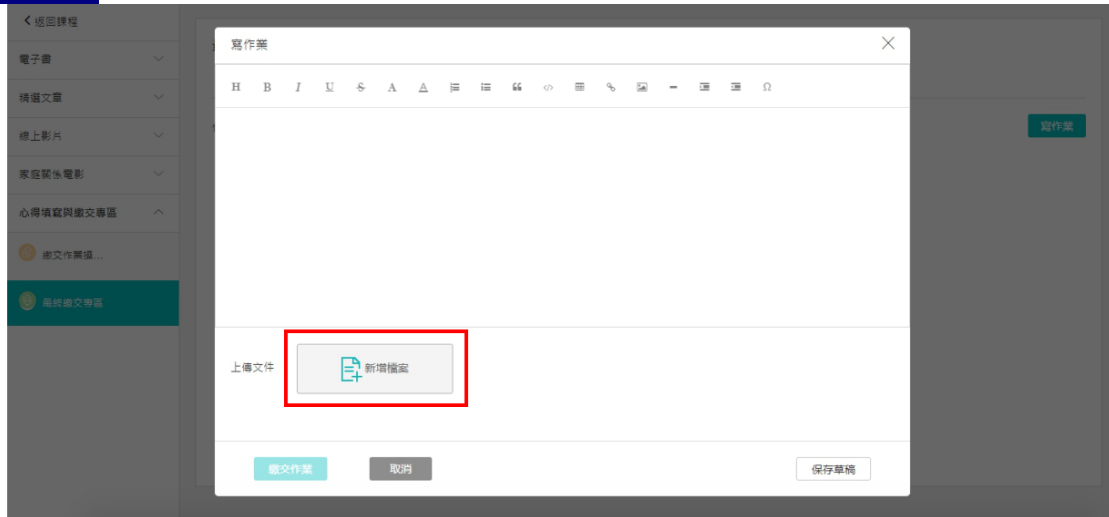 返回課程
電子書
精選文章
線上影片
家庭關係電影
心得填寫與繳交專區
繳交作業操...
最終繳交專區
寫作業
寫作業
H B I U S A A
Ω
上傳文件
新增檔案
繳交作業 取消 保存草稿